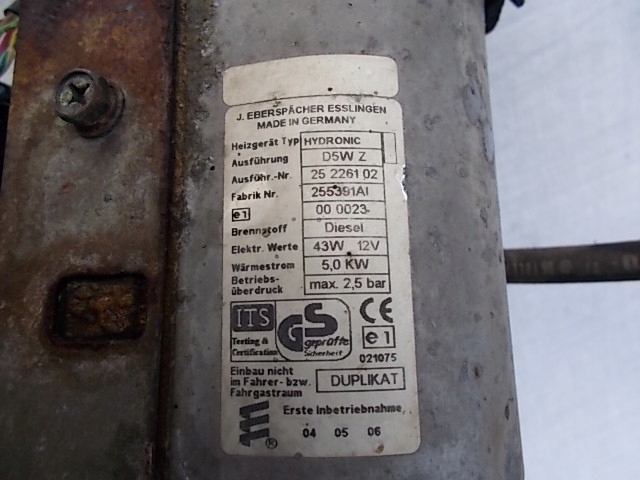 J. EBERSPÄCHER ESSLINGEN
MADE IN GERMANY
Heizgerät Typ HYDRONIC
Ausführung D5W Z
Ausführ.-Nr. 25 2261 02
Fabrik Nr. 255391AI
e1 00 0023
Brennstoff Diesel
Elektr. Werte 43W 12V
Wärmestrom 5,0 KW
Betriebs-
überdruck max. 2,5 bar
ITS
Testing &
Certification
GS
geprüfte
Sicherheit
CE
e1
021075
Einbau nicht
im Fahrer- bzw.
Fahrgastraum
DUPLIKAT
Erste Inbetriebnahme
04 05 06
®